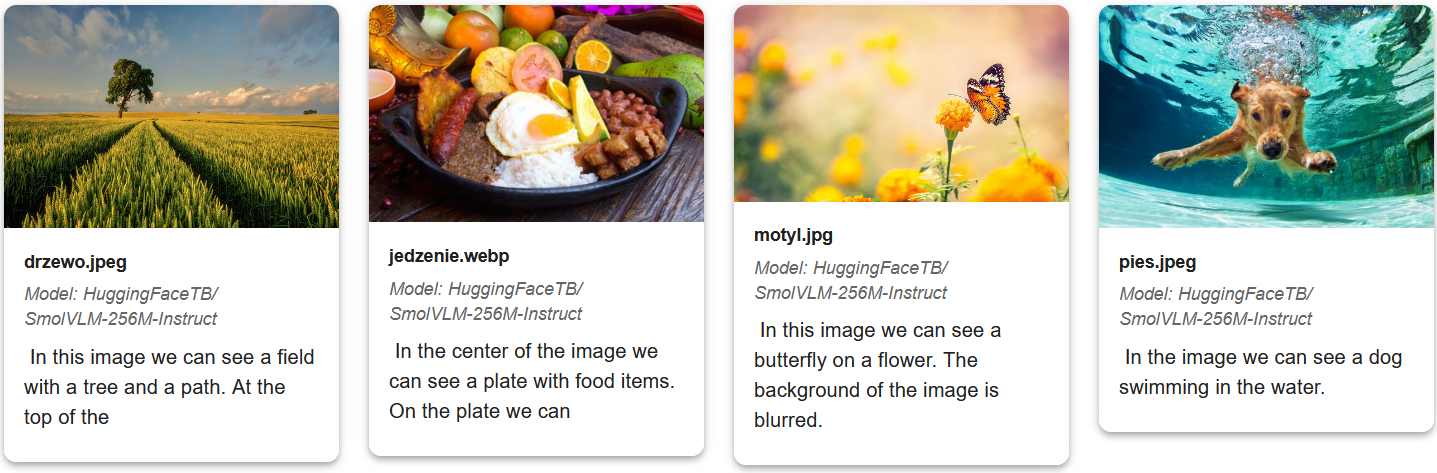 drzewo.jpeg
Model: HuggingFaceTB/
SmolVLM-256M-Instruct
In this image we can see a field
with a tree and a path. At the
top of the
jedzenie.webp
Model: HuggingFaceTB/
SmolVLM-256M-Instruct
In the center of the image we
can see a plate with food items.
On the plate we can
motyl.jpg
Model: HuggingFaceTB/
SmolVLM-256M-Instruct
In this image we can see a
butterfly on a flower. The
background of the image is
blurred.
pies.jpeg
Model: HuggingFaceTB/
SmolVLM-256M-Instruct
In the image we can see a dog
swimming in the water.